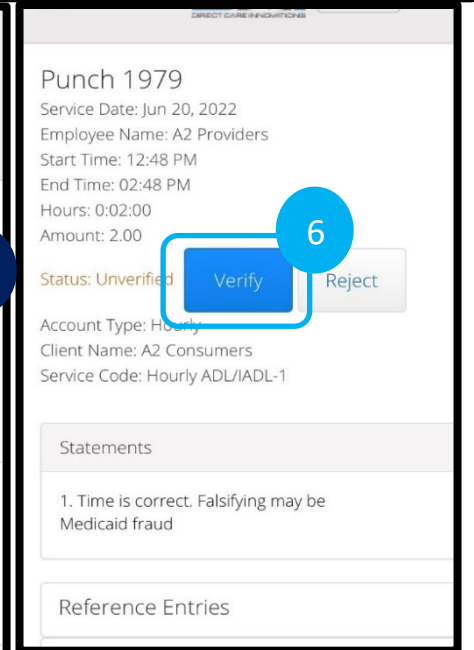 DIRECT CARE INNOVATIONS
Punch 1979
Service Date: Jun 20, 2022
Employee Name: A2 Providers
Start Time: 12:48 PM
End Time: 02:48 PM
Hours: 0:02:00
Amount: 2.00
6
Status: Unverified Verify Reject
Account Type: Hourly
Client Name: A2 Consumers
Service Code: Hourly ADL/IADL-1
Statements
1. Time is correct. Falsifying may be
Medicaid fraud
Reference Entries